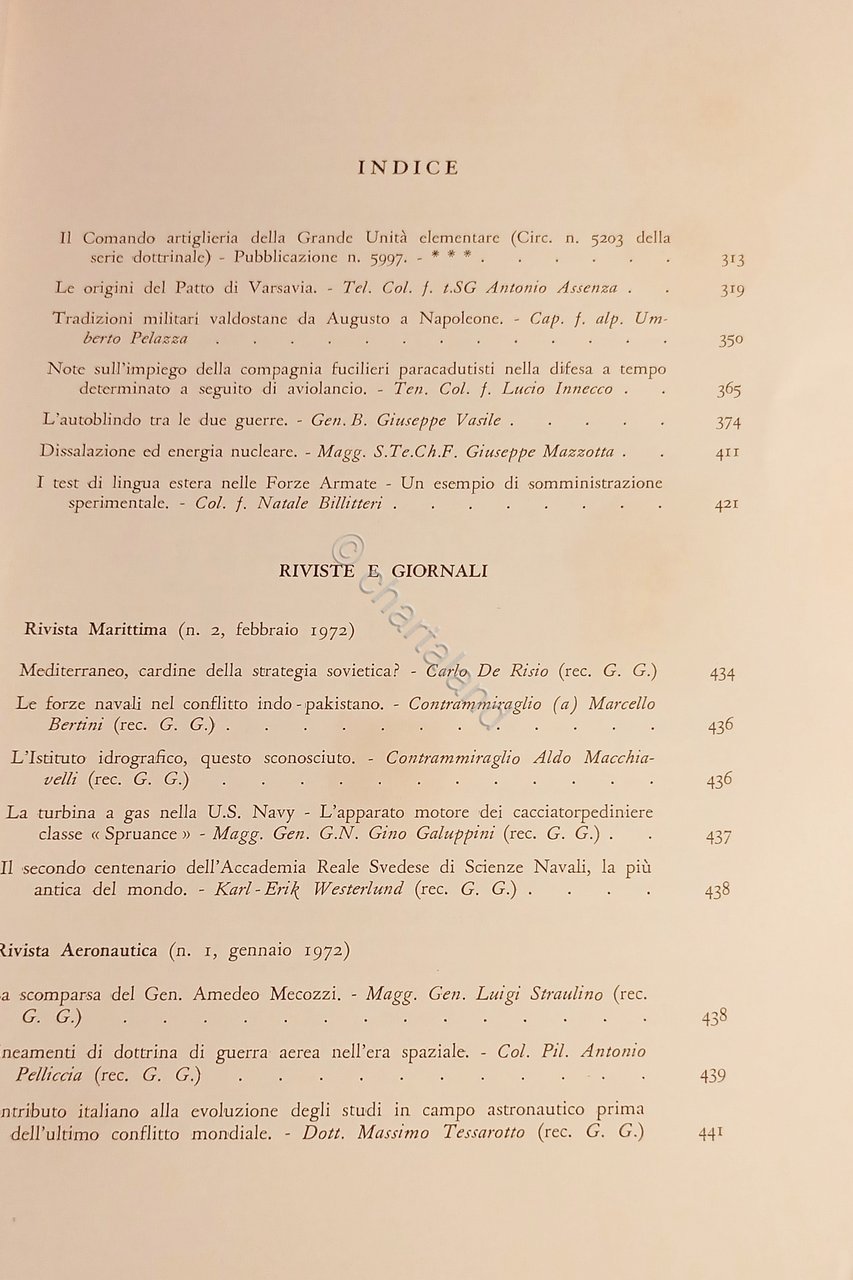 INDICE
Il Comando artiglieria della Grande Unità elementare (Circ. n. 5203 della
serie dottrinale) - Pubblicazione n. 5997. - * * * . . . . . . 313
Le origini del Patto di Varsavia. - Tel. Col. f. t.SG Antonio Assenza . . 319
Tradizioni militari valdostane da Augusto a Napoleone. - Cap. f. alp. Um-
berto Pelazza . . . . . . . . . . . . . 350
Note sull'impiego della compagnia fucilieri paracadutisti nella difesa a tempo
determinato a seguito di aviolancio. - Ten. Col. f. Lucio Innecco . . 365
L'autoblindo tra le due guerre. - Gen. B. Giuseppe Vasile . . . . . 374
Dissalazione ed energia nucleare. - Magg. S.Te.Ch.F. Giuseppe Mazzotta . . 411
I test di lingua estera nelle Forze Armate - Un esempio di somministrazione
sperimentale. - Col. f. Natale Billitteri . . . . . . . . 421
RIVISTE E GIORNALI
Rivista Marittima (n. 2, febbraio 1972)
Mediterraneo, cardine della strategia sovietica? - Carlo De Risio (rec. G. G.) 434
Le forze navali nel conflitto indo-pakistano. - Contrammiraglio (a) Marcello
Bertini (rec. G. G.) . . . . . . . . . . . . 436
L'Istituto idrografico, questo sconosciuto. - Contrammiraglio Aldo Macchia-
velli (rec. G. G.) . . . . . . . . . . . . 436
La turbina a gas nella U.S. Navy - L'apparato motore dei cacciatorpediniere
classe « Spruance » - Magg. Gen. G.N. Gino Galuppini (rec. G. G.) . . 437
Il secondo centenario dell'Accademia Reale Svedese di Scienze Navali, la più
antica del mondo. - Karl-Erik Westerlund (rec. G. G.) . . . . 438
Rivista Aeronautica (n. 1, gennaio 1972)
a scomparsa del Gen. Amedeo Mecozzi. - Magg. Gen. Luigi Straulino (rec.
G. G.) . . . . . . . . . . . . . . 438
neamenti di dottrina di guerra aerea nell'era spaziale. - Col. Pil. Antonio
Pelliccia (rec. G. G.) . . . . . . . . . . . 439
ntributo italiano alla evoluzione degli studi in campo astronautico prima
dell'ultimo conflitto mondiale. - Dott. Massimo Tessarotto (rec. G. G.) 441
© chartaland